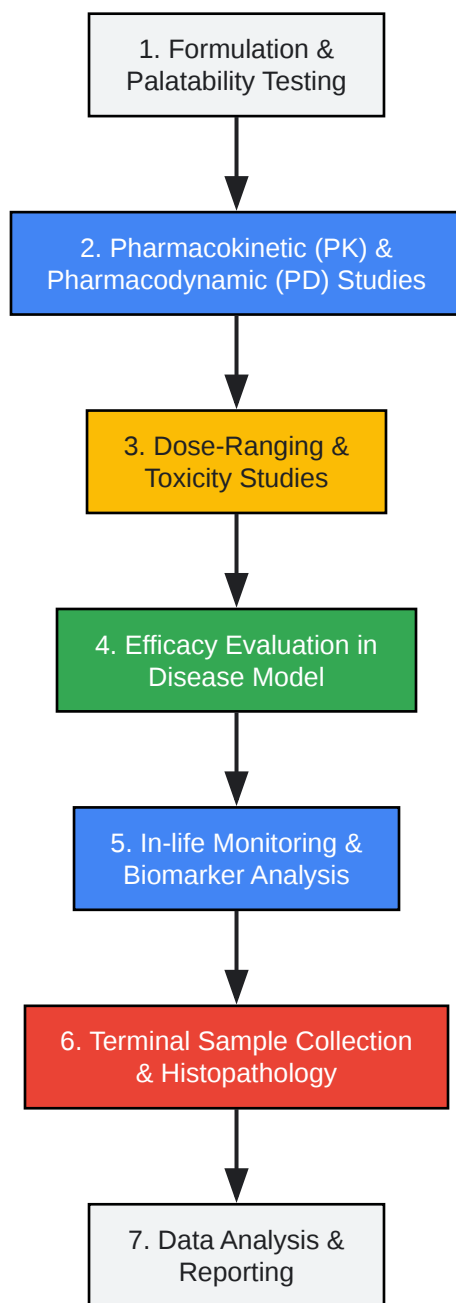 1. Formulation &
Palatability Testing
2. Pharmacokinetic (PK) &
Pharmacodynamic (PD) Studies
3. Dose-Ranging &
Toxicity Studies
4. Efficacy Evaluation in
Disease Model
5. In-life Monitoring &
Biomarker Analysis
6. Terminal Sample Collection
& Histopathology
7. Data Analysis &
Reporting